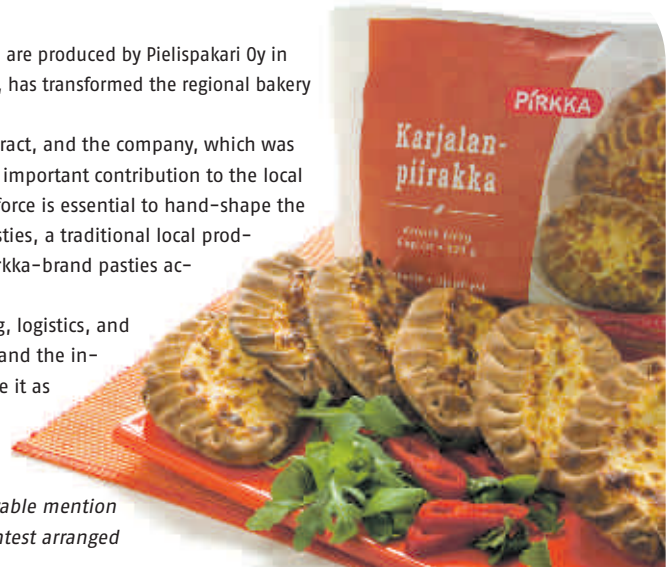 are produced by Pielispakari Oy in
, has transformed the regional bakery
ract, and the company, which was
important contribution to the local
force is essential to hand-shape the
sties, a traditional local prod-
rkka-brand pasties ac-
g, logistics, and
and the in-
e it as
able mention
ntest arranged
PIRKKA
Karjalan-
piirakka